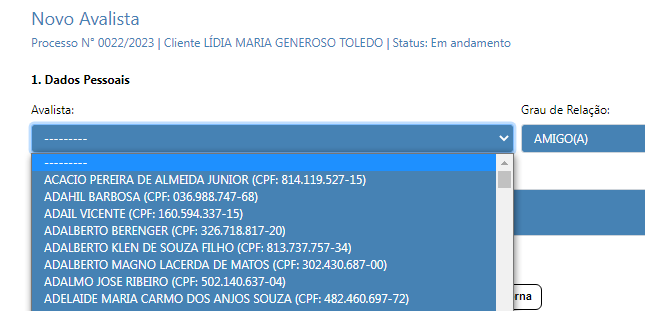 Novo Avalista
Processo N° 0022/2023 | Cliente LÍDIA MARIA GENEROSO TOLEDO | Status: Em andamento
1. Dados Pessoais
Avalista: Grau de Relação:
--------- AMIGO(A)
---------
ACACIO PEREIRA DE ALMEIDA JUNIOR (CPF: 814.119.527-15)
ADAHIL BARBOSA (CPF: 036.988.747-68)
ADAIL VICENTE (CPF: 160.594.337-15)
ADALBERTO BERENGER (CPF: 326.718.817-20)
ADALBERTO KLEN DE SOUZA FILHO (CPF: 813.737.757-34)
ADALBERTO MAGNO LACERDA DE MATOS (CPF: 302.430.687-00)
ADALMO JOSE RIBEIRO (CPF: 502.140.637-04)
ADELAIDE MARIA CARMO DOS ANJOS SOUZA (CPF: 482.460.697-72)